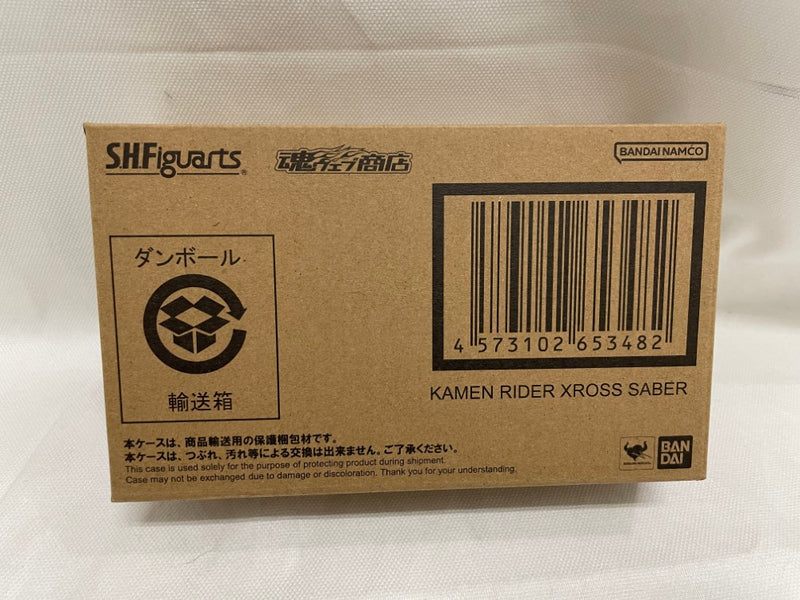 S.H.Figuarts®
魂ウェブ商店
BANDAI NAMCO
ダンボール
輸送箱
4 573102 653482
KAMEN RIDER XROSS SABER
本ケースは、商品輸送用の保護梱包材です。
本ケースは、つぶれ、汚れ等による交換は出来ません。ご了承ください。
This case is used solely for the purpose of protecting product during shipment.
Case may not be exchanged due to damage or discoloration. Thank you for your understanding.
BAN
DAI